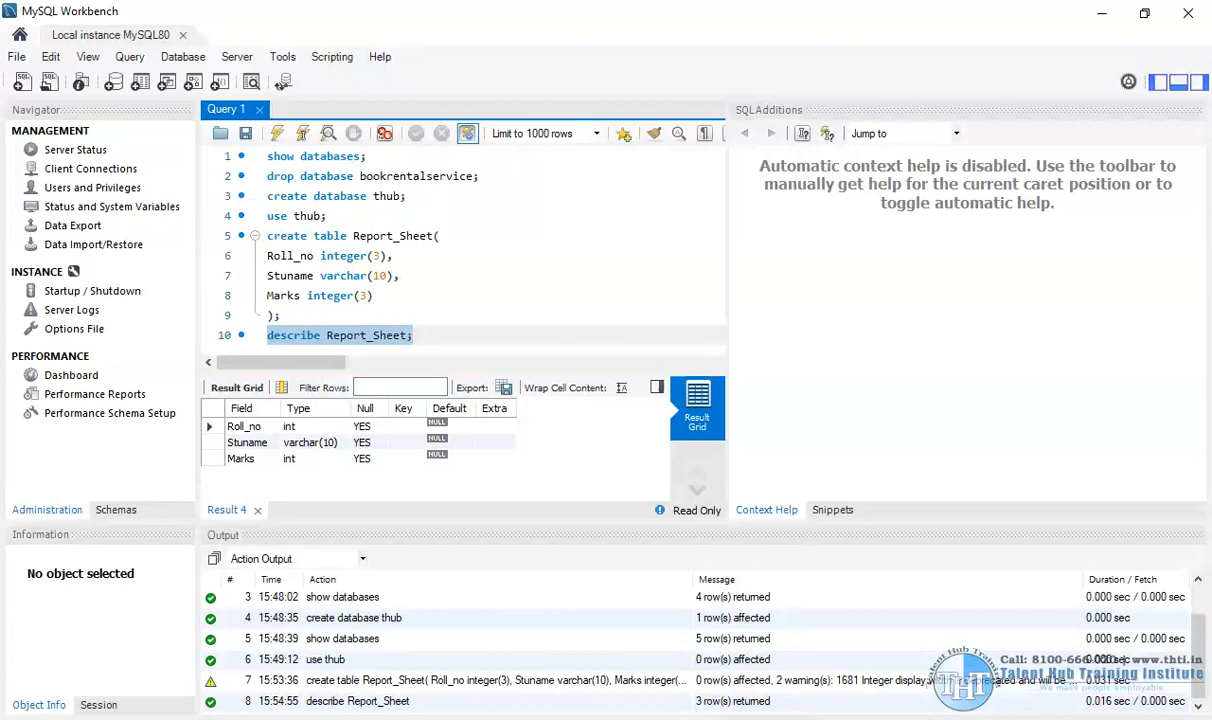 MySQL Workbench
Local instance MySQL80
File Edit View Query Database Server Tools Scripting Help
Navigator
MANAGEMENT
Server Status
Client Connections
Users and Privileges
Status and System Variables
Data Export
Data Import/Restore
INSTANCE
Startup / Shutdown
Server Logs
Options File
PERFORMANCE
Dashboard
Performance Reports
Performance Schema Setup
Administration Schemas
Information
No object selected
Object Info Session
Query 1
Limit to 1000 rows
1 show databases;
2 drop database bookrentalservice;
3 create database thub;
4 use thub;
5 create table Report_Sheet(
6 Roll_no integer(3),
7 Stuname varchar(10),
8 Marks integer(3)
9 );
10 describe Report_Sheet;
Result Grid Filter Rows: Export: Wrap Cell Content:
Field Type Null Key Default Extra
Roll_no int YES NULL
Stuname varchar(10) YES NULL
Marks int YES NULL
Result Grid
Result 4 Read Only
SQLAdditions
Jump to
Automatic context help is disabled. Use the toolbar to
manually get help for the current caret position or to
toggle automatic help.
Context Help Snippets
Output
Action Output
# Time Action Message Duration / Fetch
3 15:48:02 show databases 4 row(s) returned 0.000 sec / 0.000 sec
4 15:48:35 create database thub 1 row(s) affected 0.000 sec
5 15:48:39 show databases 5 row(s) returned 0.000 sec / 0.000 sec
6 15:49:12 use thub 0 row(s) affected 0.000 sec
7 15:53:36 create table Report_Sheet( Roll_no integer(3), Stuname varchar(10), Marks integer(... 0 row(s) affected, 2 warning(s): 1681 Integer display 0.031 sec
8 15:54:55 describe Report_Sheet 3 row(s) returned 0.016 sec / 0.000 sec
Talent Hub Training
THT
Call: 8100-666 www.thti.in
Talent Hub Training Institute
We make people employable